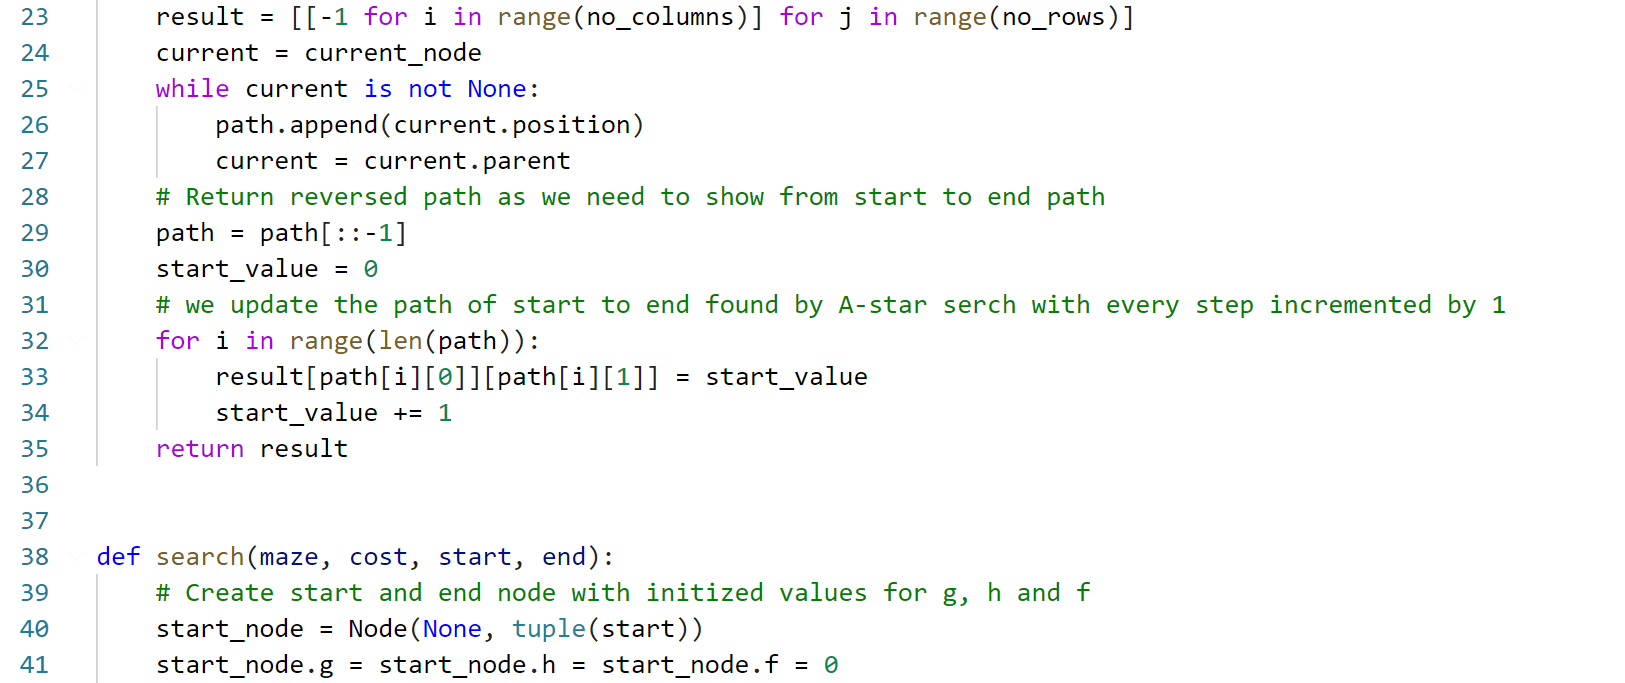 23 result = [[-1 for i in range(no_columns)] for j in range(no_rows)]
24 current = current_node
25 while current is not None:
26 path.append(current.position)
27 current = current.parent
28 # Return reversed path as we need to show from start to end path
29 path = path[::-1]
30 start_value = 0
31 # we update the path of start to end found by A-star serch with every step incremented by 1
32 for i in range(len(path)):
33 result[path[i][0]][path[i][1]] = start_value
34 start_value += 1
35 return result
36
37
38 def search(maze, cost, start, end):
39 # Create start and end node with initized values for g, h and f
40 start_node = Node(None, tuple(start))
41 start_node.g = start_node.h = start_node.f = 0